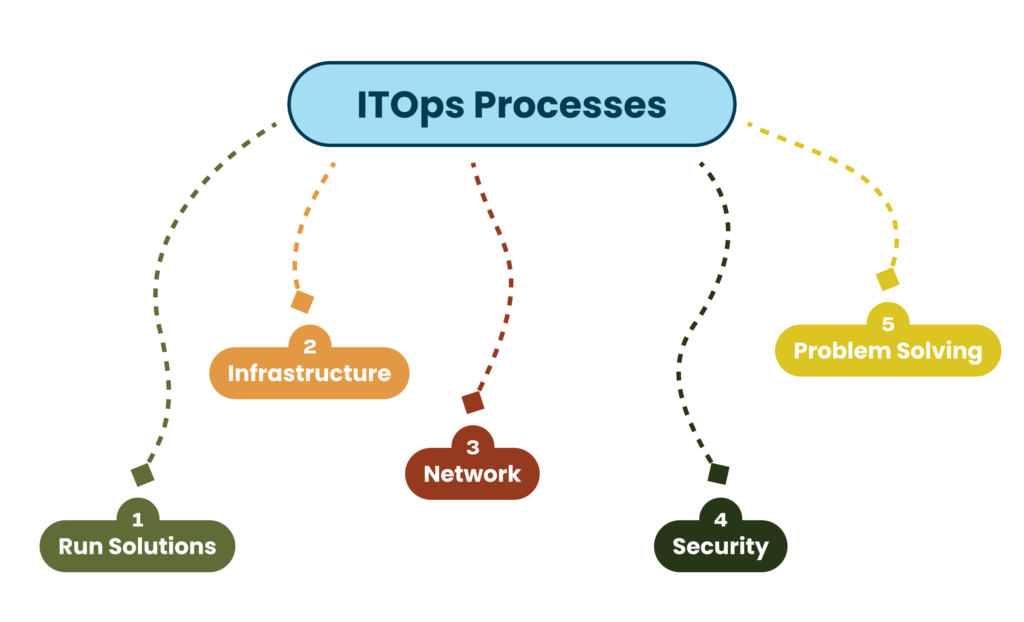 ITOps Processes
1
Run Solutions
2
Infrastructure
3
Network
4
Security
5
Problem Solving